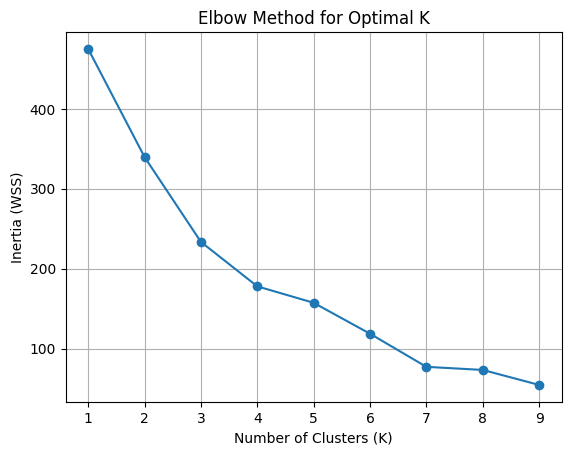 Elbow Method for Optimal K
Inertia (WSS)
400
300
200
100
1 2 3 4 5 6 7 8 9
Number of Clusters (K)